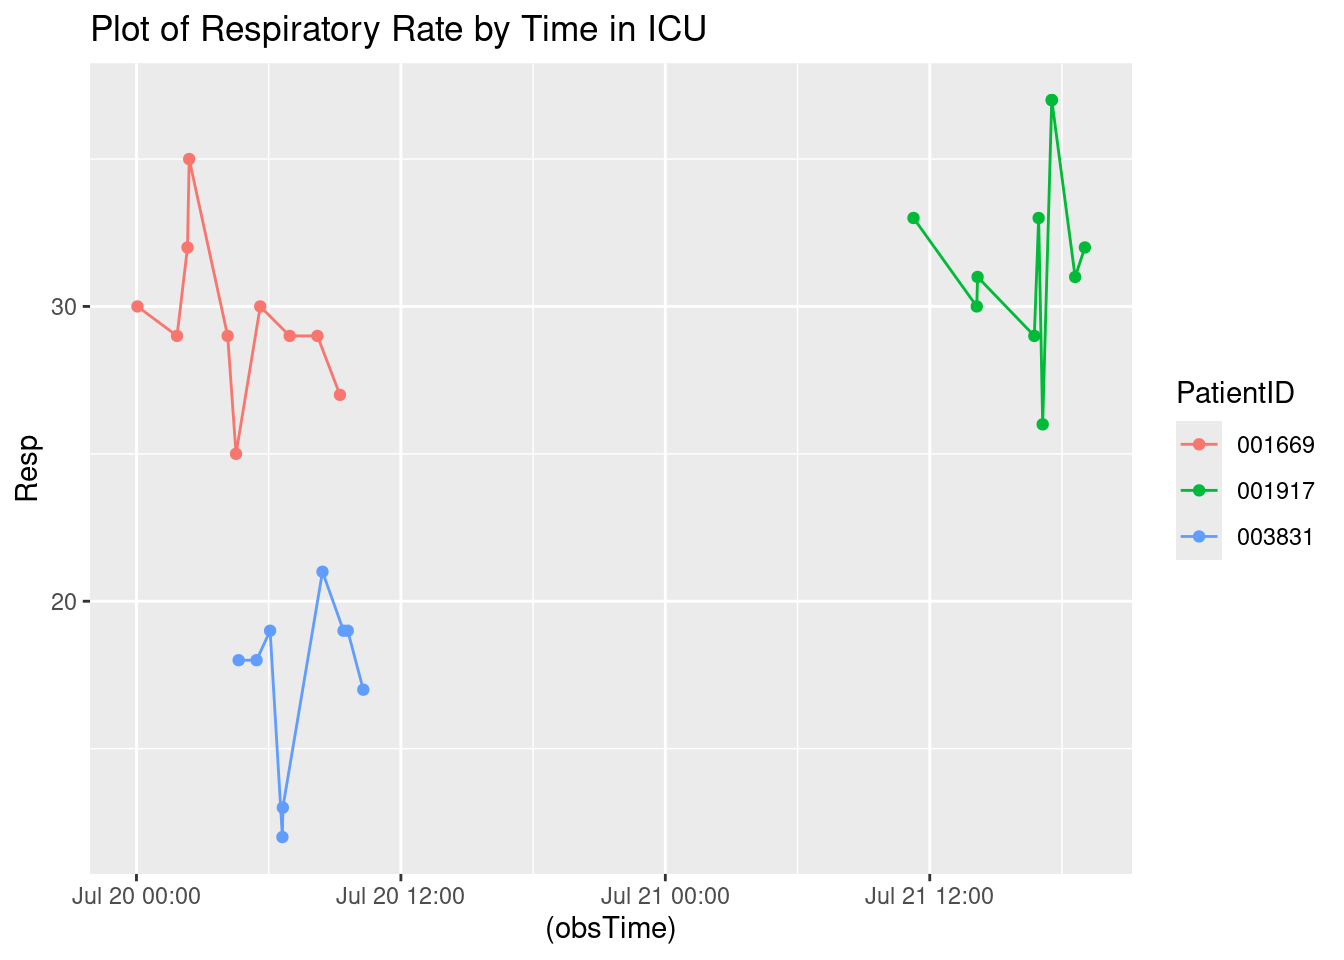 Plot of Respiratory Rate by Time in ICU
Resp
30
20
Jul 20 00:00
Jul 20 12:00
Jul 21 00:00
Jul 21 12:00
(obsTime)
PatientID
001669
001917
003831